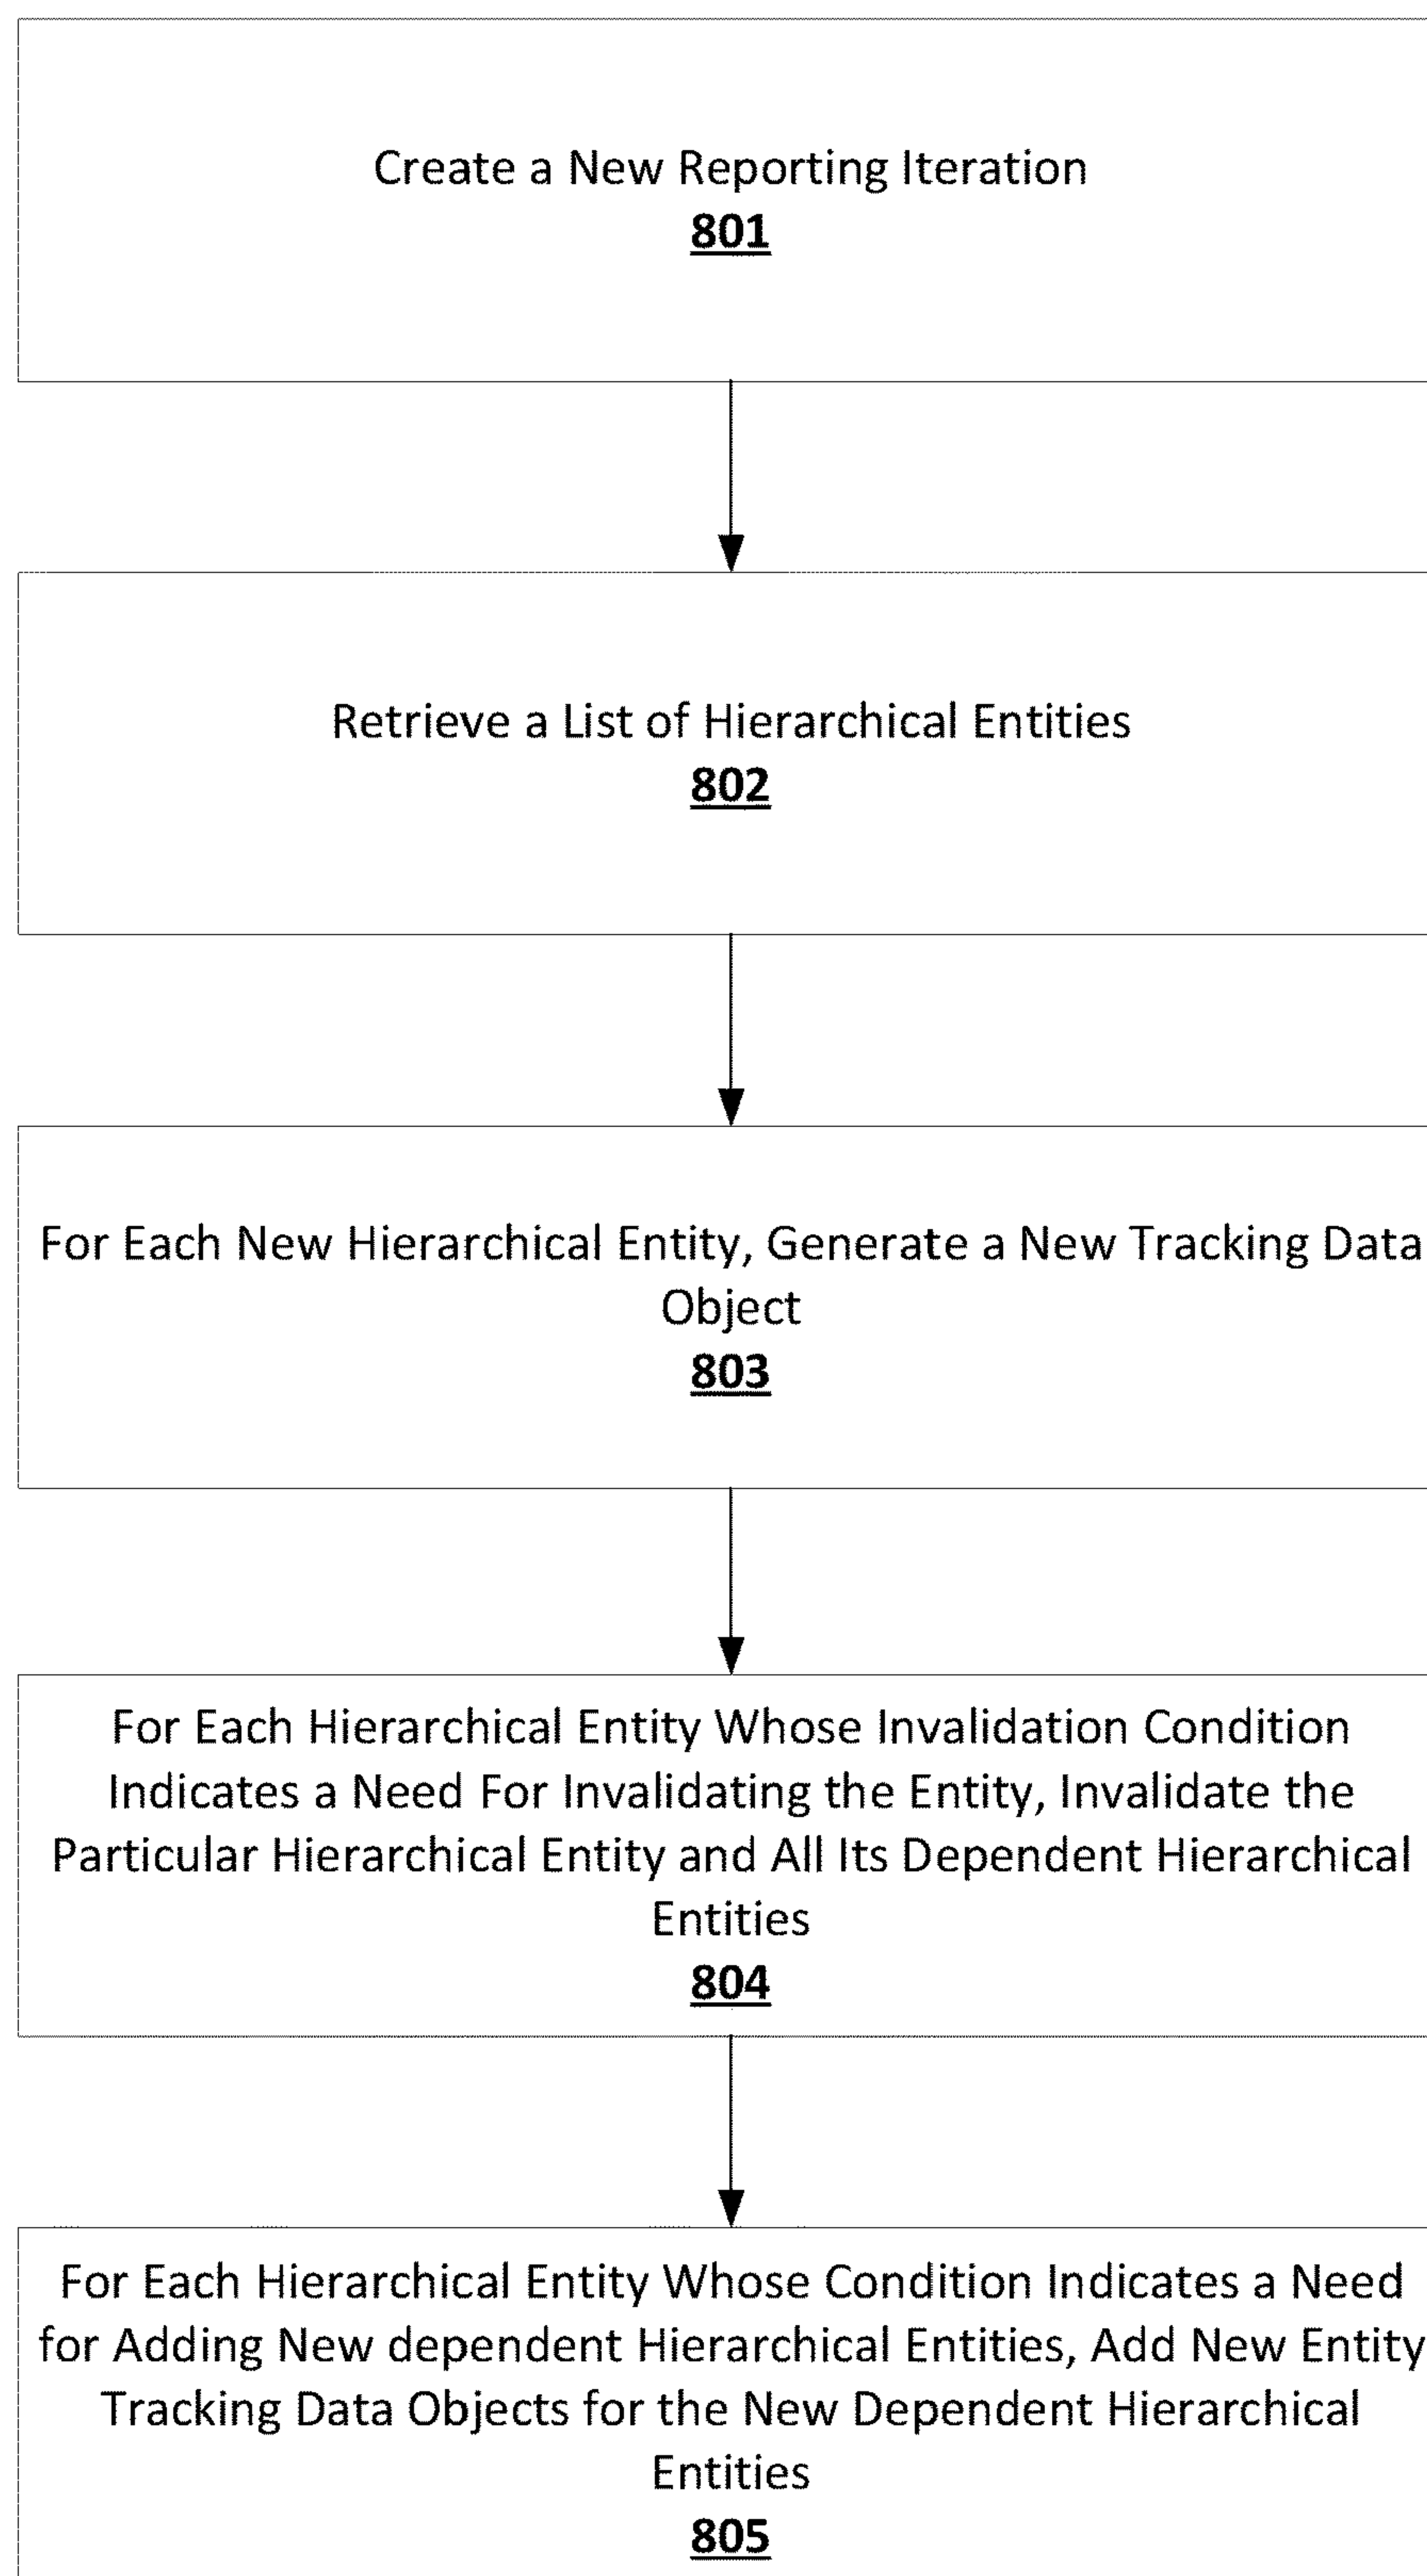 Create a New Reporting Iteration
801
Retrieve a List of Hierarchical Entities
802
For Each New Hierarchical Entity, Generate a New Tracking Data
Object
803
For Each Hierarchical Entity Whose Invalidation Condition
Indicates a Need For Invalidating the Entity, Invalidate the
Particular Hierarchical Entity and All Its Dependent Hierarchical
Entities
804
For Each Hierarchical Entity Whose Condition Indicates a Need
for Adding New dependent Hierarchical Entities, Add New Entity
Tracking Data Objects for the New Dependent Hierarchical
Entities
805